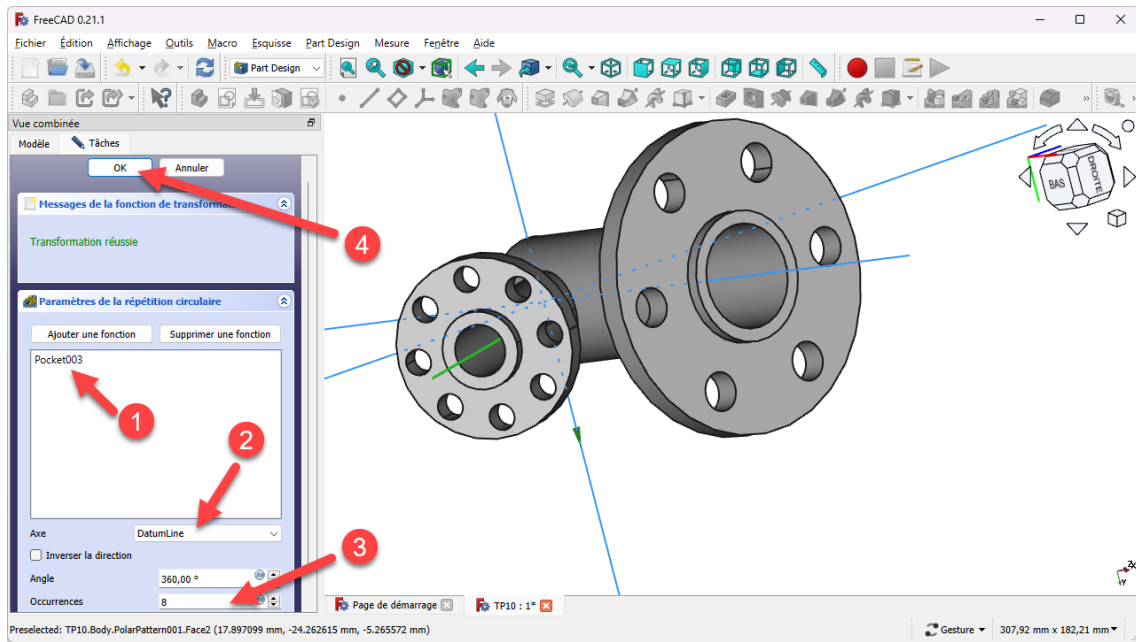 FreeCAD 0.21.1
Fichier Édition Affichage Outils Macro Esquisse Part Design Mesure Fenêtre Aide
Part Design
Vue combinée
Modèle Tâches
OK Annuler
Messages de la fonction de transformati
4
Transformation réussie
Paramètres de la répétition circulaire
Ajouter une fonction Supprimer une fonction
Pocket003
1
2
Axe DatumLine
Inverser la direction
3
Angle 360,00 °
Occurrences 8
BAS DROITE
Page de démarrage TP10 : 1*
Preselected: TP10.Body.PolarPattern001.Face2 (17.897099 mm, -24.262615 mm, -5.265572 mm) Gesture 307,92 mm x 182,21 mm